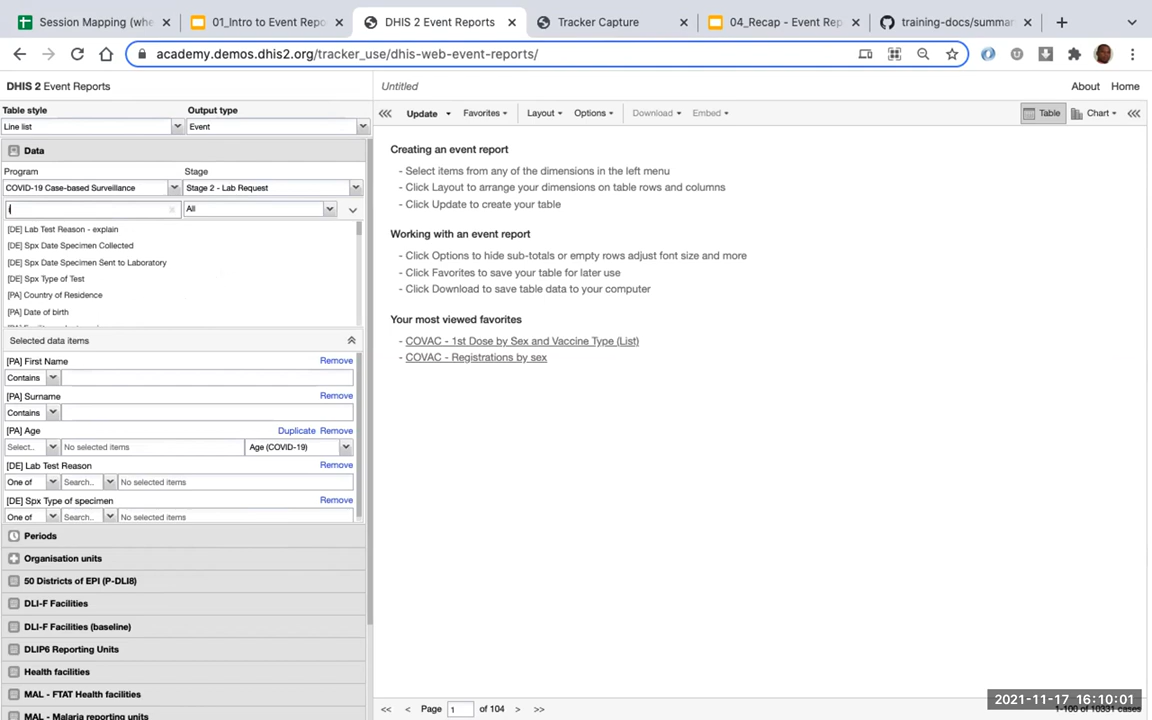 Session Mapping (whe
01_Intro to Event Repo
DHIS 2 Event Reports
Tracker Capture
04_Recap - Event Rep
training-docs/summar
academy.demos.dhis2.org/tracker_use/dhis-web-event-reports/
DHIS 2 Event Reports
Untitled
About
Home
Table style
Output type
Line list
Event
Update
Favorites
Layout
Options
Download
Embed
Table
Chart
Data
Program
Stage
COVID-19 Case-based Surveillance
Stage 2 - Lab Request
All
[DE] Lab Test Reason - explain
[DE] Spx Date Specimen Collected
[DE] Spx Date Specimen Sent to Laboratory
[DE] Spx Type of Test
[PA] Country of Residence
[PA] Date of birth
Selected data items
[PA] First Name
Remove
Contains
[PA] Surname
Remove
Contains
[PA] Age
Duplicate Remove
Select..
No selected items
Age (COVID-19)
[DE] Lab Test Reason
Remove
One of
Search..
No selected items
[DE] Spx Type of specimen
Remove
One of
Search..
No selected items
Periods
Organisation units
50 Districts of EPI (P-DLI8)
DLI-F Facilities
DLI-F Facilities (baseline)
DLIP6 Reporting Units
Health facilities
MAL - FTAT Health facilities
MAL - Malaria reporting units
Creating an event report
- Select items from any of the dimensions in the left menu
- Click Layout to arrange your dimensions on table rows and columns
- Click Update to create your table
Working with an event report
- Click Options to hide sub-totals or empty rows adjust font size and more
- Click Favorites to save your table for later use
- Click Download to save table data to your computer
Your most viewed favorites
- COVAC - 1st Dose by Sex and Vaccine Type (List)
- COVAC - Registrations by sex
Page 1 of 104
2021-11-17 16:10:01
1-100 of 10331 cases